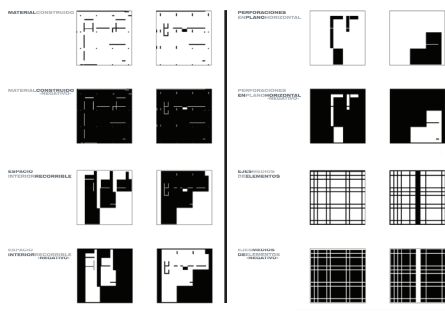 MATERIALCONSTRUIDO
MATERIALCONSTRUIDO
-NEGATIVO-
ESPACIO
INTERIORRECORRIBLE
ESPACIO
INTERIORRECORRIBLE
-NEGATIVO-
PERFORACIONES
ENPLANOHORIZONTAL
PERFORACIONES
ENPLANOHORIZONTAL
-NEGATIVO-
EJESMEDIOS
DEELEMENTOS
EJESMEDIOS
DEELEMENTOS
-NEGATIVO-